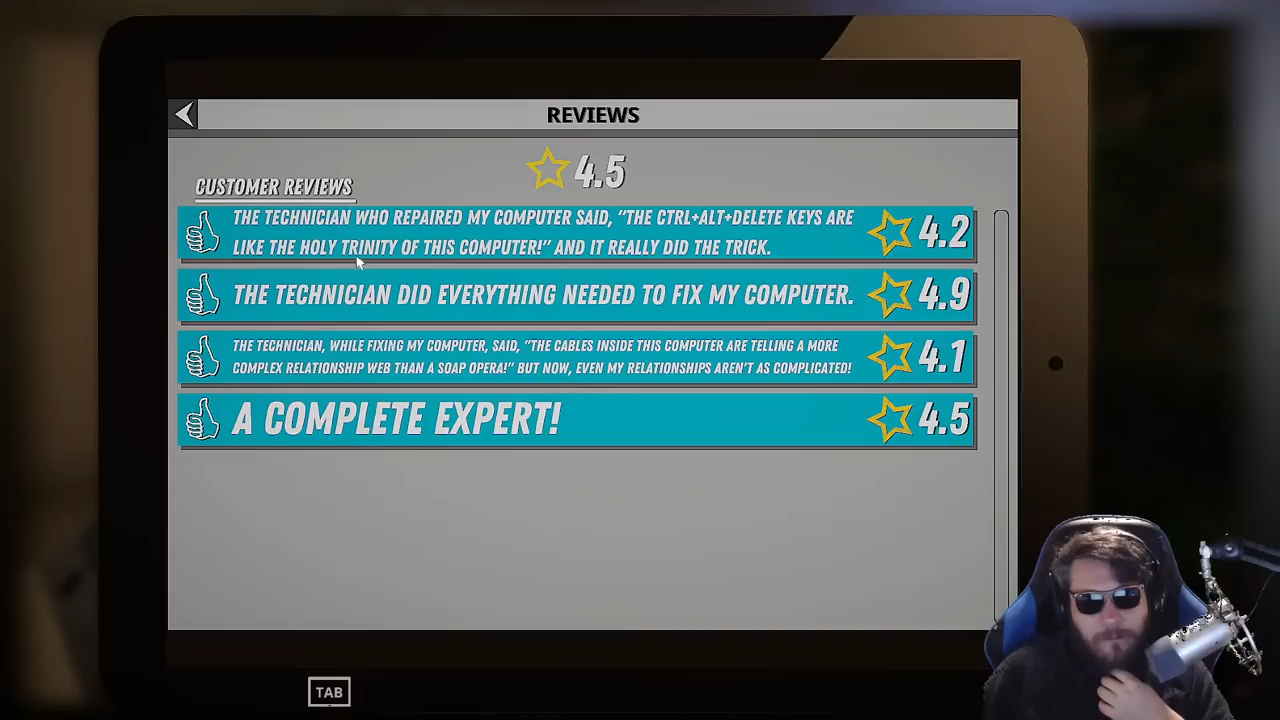 REVIEWS
4.5
CUSTOMER REVIEWS
THE TECHNICIAN WHO REPAIRED MY COMPUTER SAID, "THE CTRL+ALT+DELETE KEYS ARE
LIKE THE HOLY TRINITY OF THIS COMPUTER!" AND IT REALLY DID THE TRICK.
4.2
THE TECHNICIAN DID EVERYTHING NEEDED TO FIX MY COMPUTER.
4.9
THE TECHNICIAN, WHILE FIXING MY COMPUTER, SAID, "THE CABLES INSIDE THIS COMPUTER ARE TELLING A MORE
COMPLEX RELATIONSHIP WEB THAN A SOAP OPERA!" BUT NOW, EVEN MY RELATIONSHIPS AREN'T AS COMPLICATED!
4.1
A COMPLETE EXPERT!
4.5
TAB